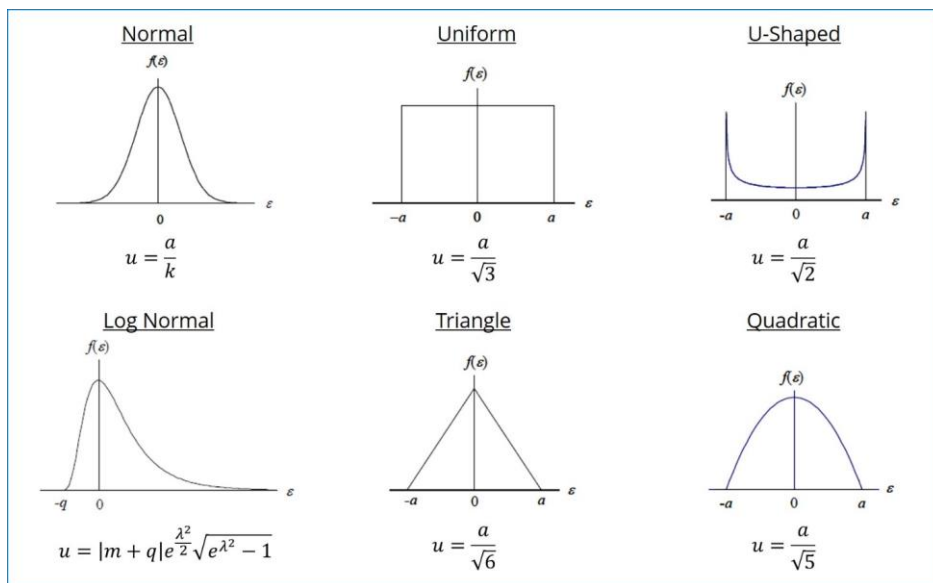 Normal
f(ε)
ε
0
u = a/k
Uniform
f(ε)
ε
-a 0 a
u = a/√3
U-Shaped
f(ε)
ε
-a 0 a
u = a/√2
Log Normal
f(ε)
ε
-q 0
u = |m + q|e^(λ²/2)√(e^(λ²) − 1)
Triangle
f(ε)
ε
-a 0 a
u = a/√6
Quadratic
f(ε)
ε
-a 0 a
u = a/√5